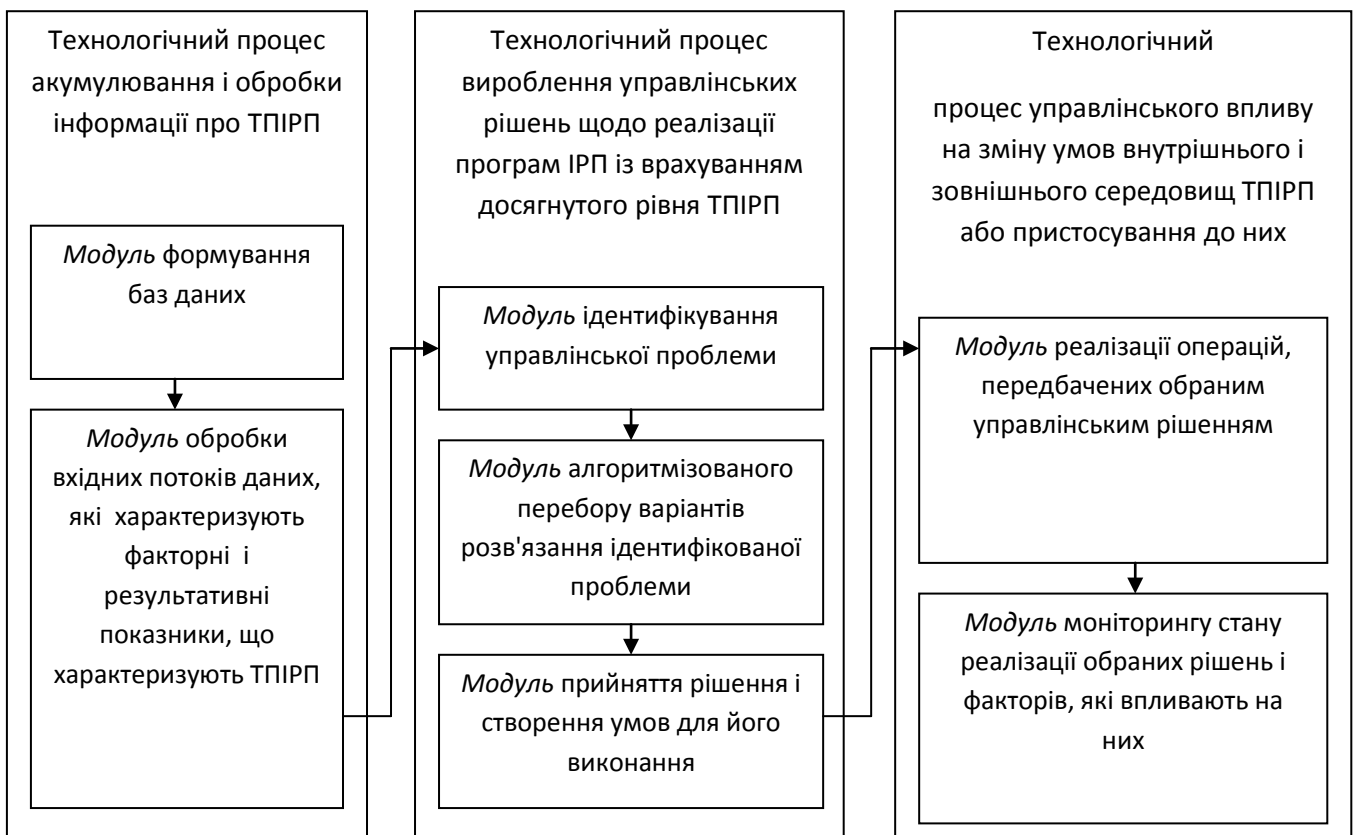 Технологічний процес
акумулювання і обробки
інформації про ТПІРП
Модуль формування
баз даних
Модуль обробки
вхідних потоків даних,
які характеризують
факторні і
результативні
показники, що
характеризують ТПІРП
Технологічний процес
вироблення управлінських
рішень щодо реалізації
програм ІРП із врахуванням
досягнутого рівня ТПІРП
Модуль ідентифікування
управлінської проблеми
Модуль алгоритмізованого
перебору варіантів
розв'язання ідентифікованої
проблеми
Модуль прийняття рішення і
створення умов для його
виконання
Технологічний
процес управлінського впливу
на зміну умов внутрішнього і
зовнішнього середовищ ТПІРП
або пристосування до них
Модуль реалізації операцій,
передбачених обраним
управлінським рішенням
Модуль моніторингу стану
реалізації обраних рішень і
факторів, які впливають на
них